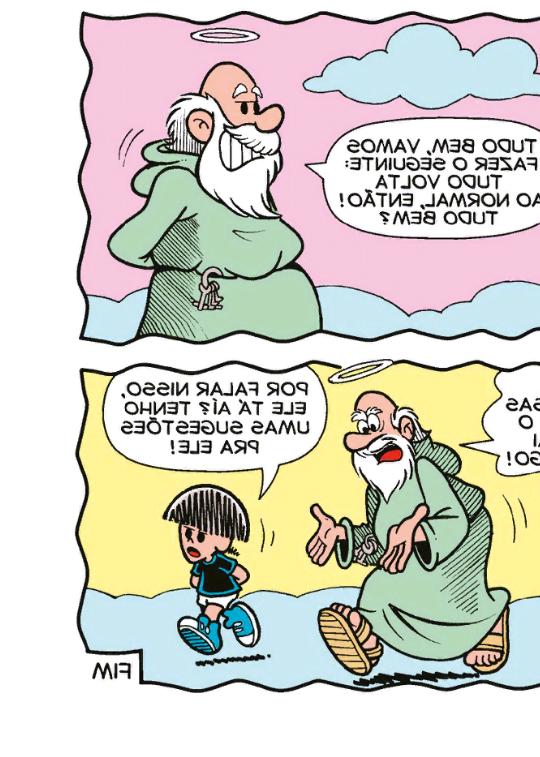 TUDO BEM, VAMOS
FAZER O SEGUINTE:
TUDO VOLTA
AO NORMAL, ENTÃO!
TUDO BEM?
O
GO!
POR FALAR NISSO,
ELE TÁ AÍ? TENHO
UMAS SUGESTÕES
PRA ELE!
FIM